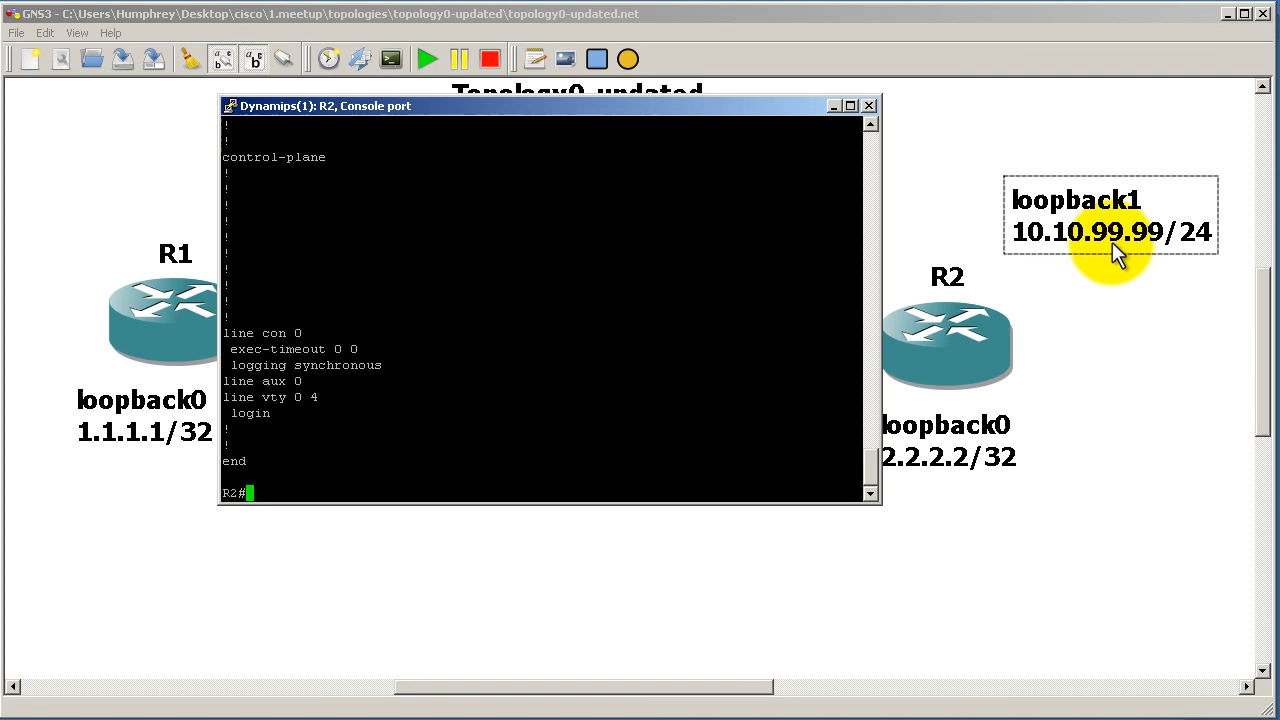 GNS3 - C:\Users\Humphrey\Desktop\cisco\1.meetup\topologies\topology0-updated\topology0-updated.net
File Edit View Help
Topology0-updated
Dynamips(1): R2, Console port
!
!
control-plane
!
!
!
!
!
!
!
!
!
!
line con 0
exec-timeout 0 0
logging synchronous
line aux 0
line vty 0 4
login
!
!
end
R2#
R1
loopback0
1.1.1.1/32
loopback1
10.10.99.99/24
R2
loopback0
2.2.2.2/32